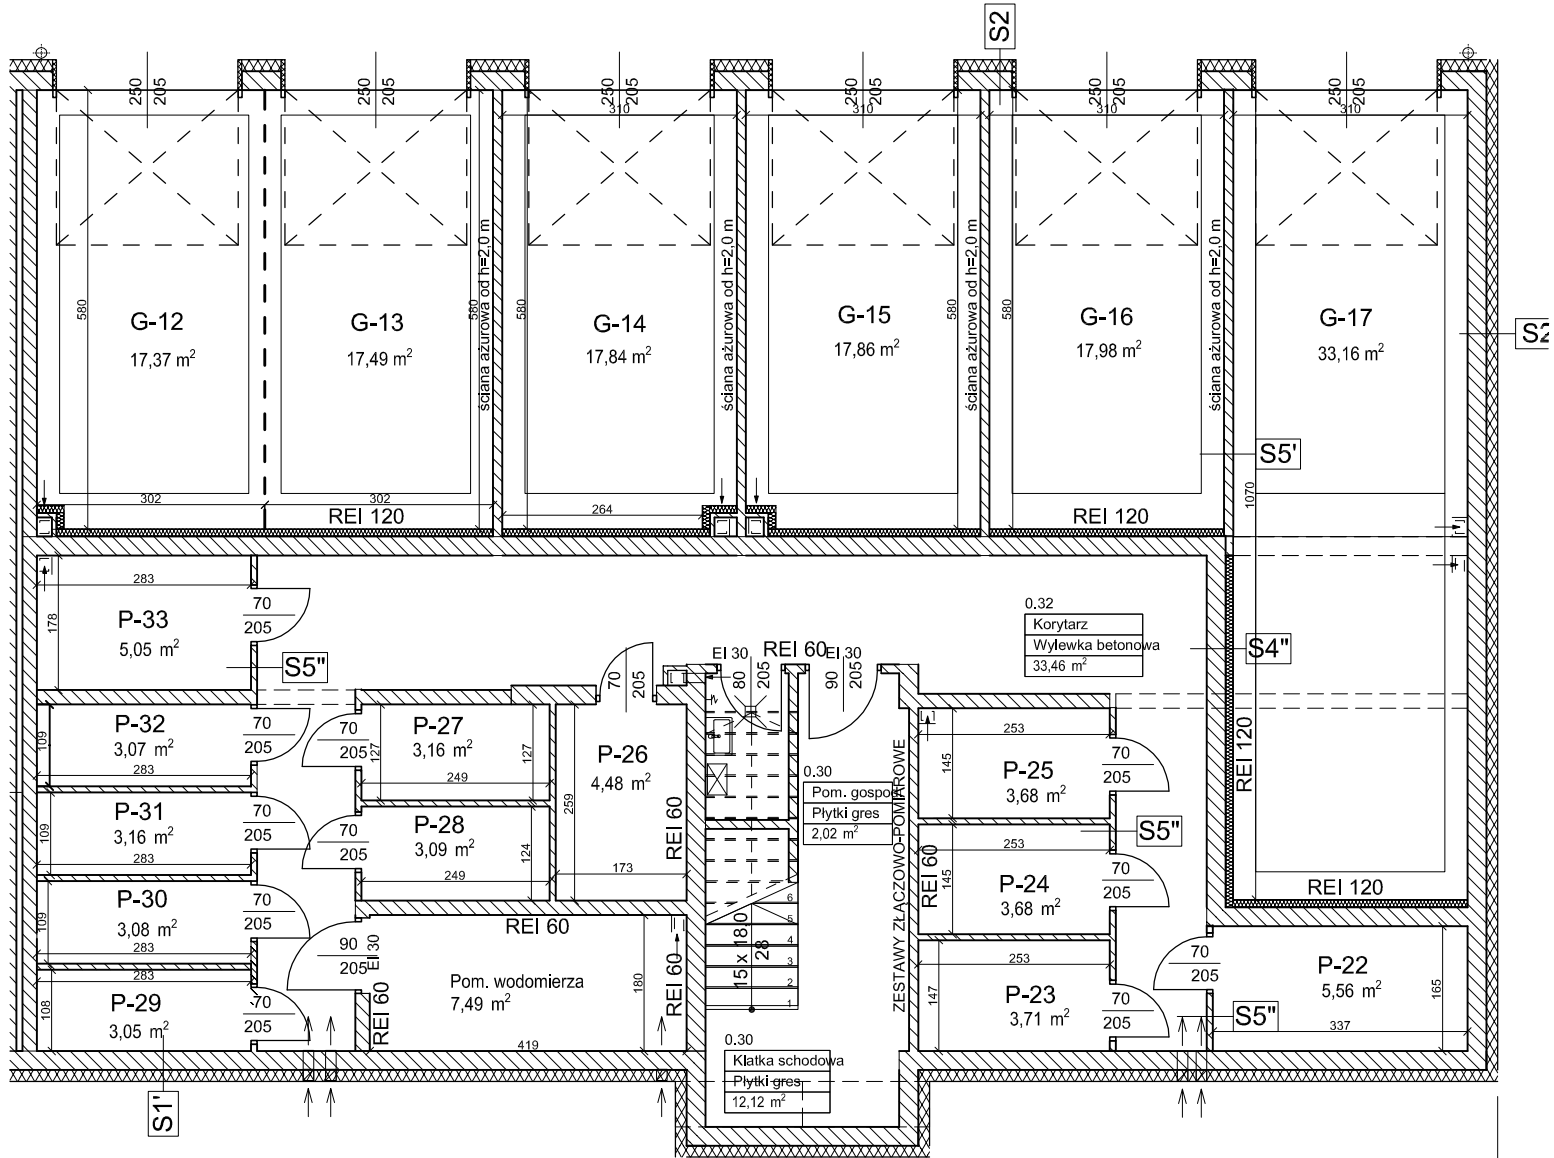 S2
250
205
250
205
250
205
250
205
250
205
250
205
310
310
310
310
580
580
580
580
580
ściana ażurowa od h=2,0 m
ściana ażurowa od h=2,0 m
ściana ażurowa od h=2,0 m
ściana ażurowa od h=2,0 m
G-12
17,37 m²
G-13
17,49 m²
G-14
17,84 m²
G-15
17,86 m²
G-16
17,98 m²
G-17
33,16 m²
S2
S5'
1070
302
302
264
REI 120
REI 120
283
178
P-33
5,05 m²
70
205
S5"
0.32
Korytarz
Wylewka betonowa
33,46 m²
S4"
REI 60
EI 30
EI 30
80
205
90
205
70
205
P-32
3,07 m²
109
283
70
205
70
205
P-27
3,16 m²
127
127
249
P-26
4,48 m²
259
173
REI 60
0.30
Pom. gospod
Płytki gres
2,02 m²
ZESTAWY ZŁĄCZOWO-POMIAROWE
253
145
P-25
3,68 m²
70
205
REI 120
P-31
3,16 m²
109
283
70
205
70
205
P-28
3,09 m²
124
249
S5"
253
145
P-24
3,68 m²
70
205
REI 60
REI 120
P-30
3,08 m²
109
283
70
205
REI 60
6
5
4
3
2
1
15 x 18.0
28
90
205
EI 30
REI 60
Pom. wodomierza
7,49 m²
180
419
REI 60
283
108
P-29
3,05 m²
70
205
253
147
P-23
3,71 m²
70
205
70
205
P-22
5,56 m²
165
337
S5"
0.30
Klatka schodowa
Płytki gres
12,12 m²
S1'